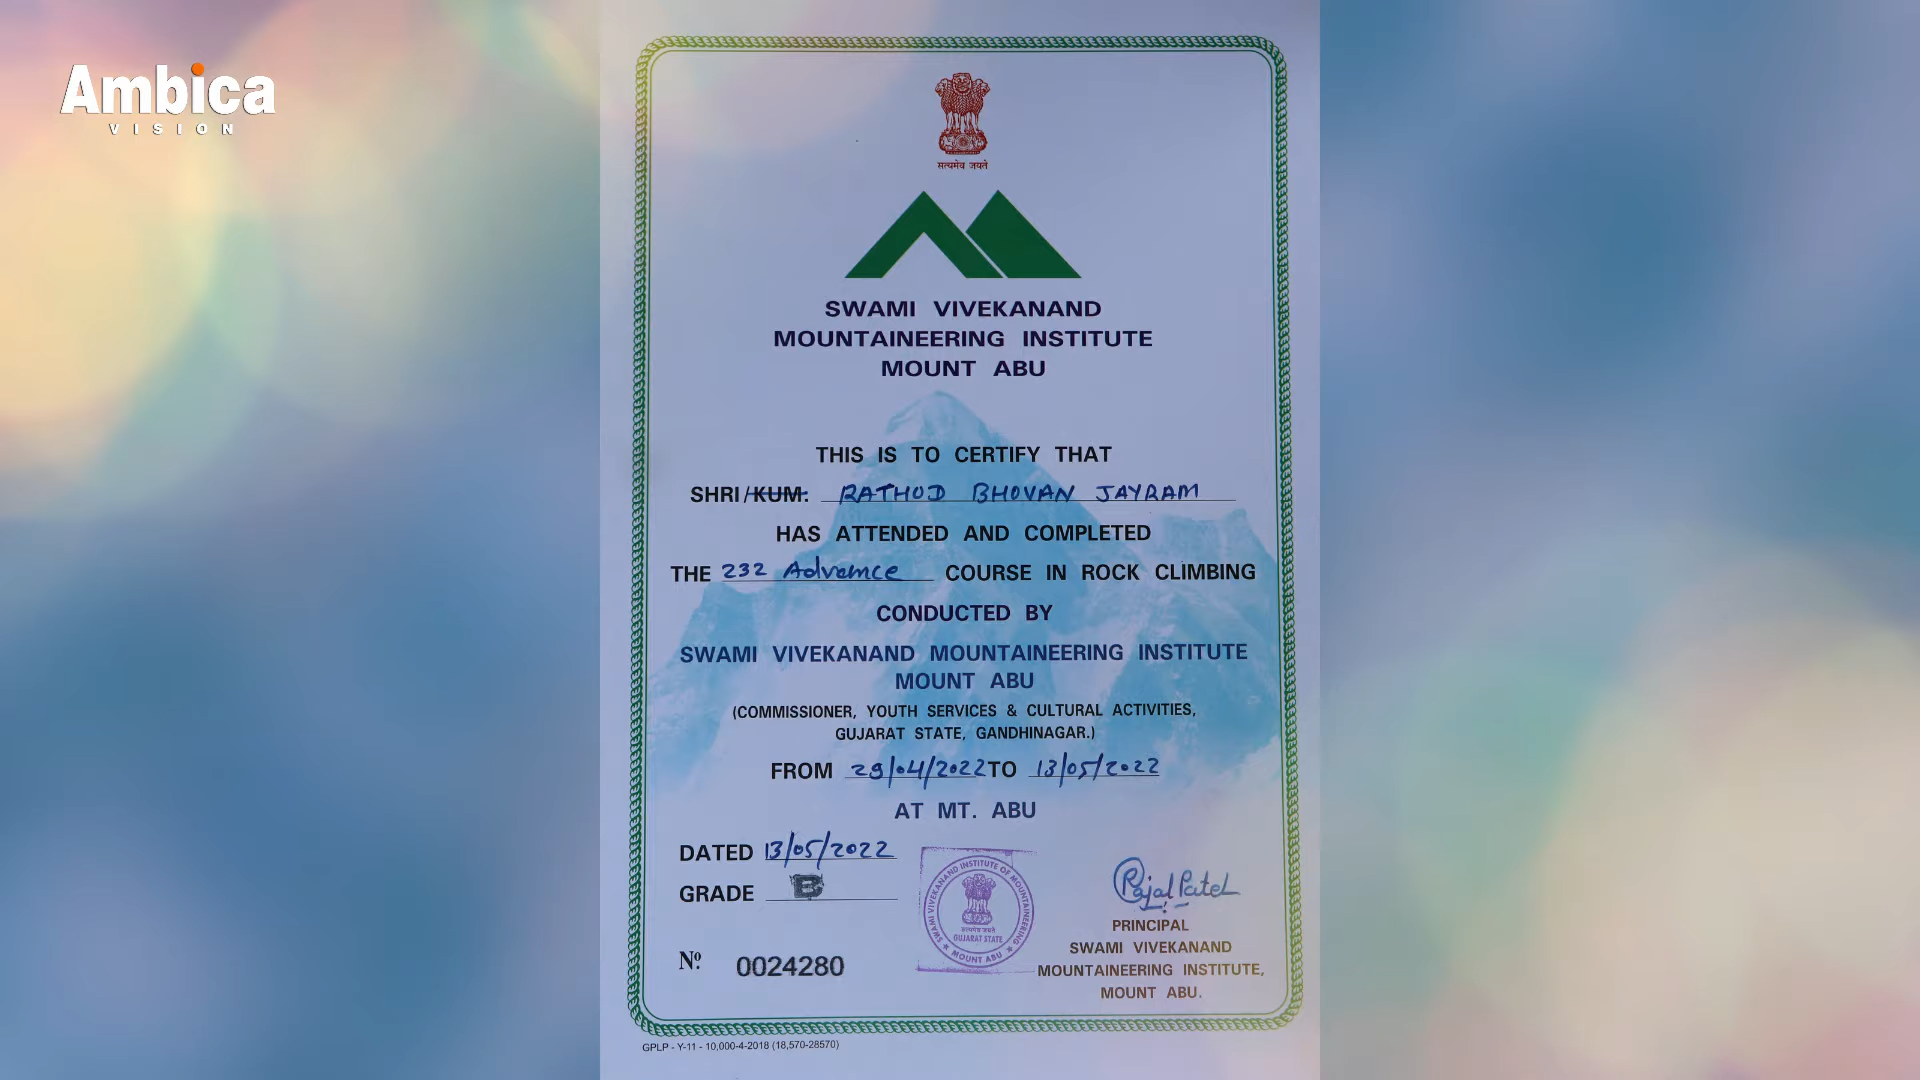 Ambica
VISION
सत्यमेव जयते
SWAMI VIVEKANAND
MOUNTAINEERING INSTITUTE
MOUNT ABU
THIS IS TO CERTIFY THAT
SHRI/KUM: RATHOD BHOVAN JAYRAM
HAS ATTENDED AND COMPLETED
THE 232 Advance COURSE IN ROCK CLIMBING
CONDUCTED BY
SWAMI VIVEKANAND MOUNTAINEERING INSTITUTE
MOUNT ABU
(COMMISSIONER, YOUTH SERVICES & CULTURAL ACTIVITIES,
GUJARAT STATE, GANDHINAGAR.)
FROM 29/04/2022 TO 13/05/2022
AT MT. ABU
DATED 13/05/2022
GRADE B
Nº. 0024280
SWAMI VIVEKANAND INSTITUTE OF MOUNTAINEERING
सत्यमेव जयते
GUJARAT STATE
MOUNT ABU
Rajal Patel
PRINCIPAL
SWAMI VIVEKANAND
MOUNTAINEERING INSTITUTE,
MOUNT ABU.
GPLP - Y-11 - 10,000-4-2018 (18,570-28570)